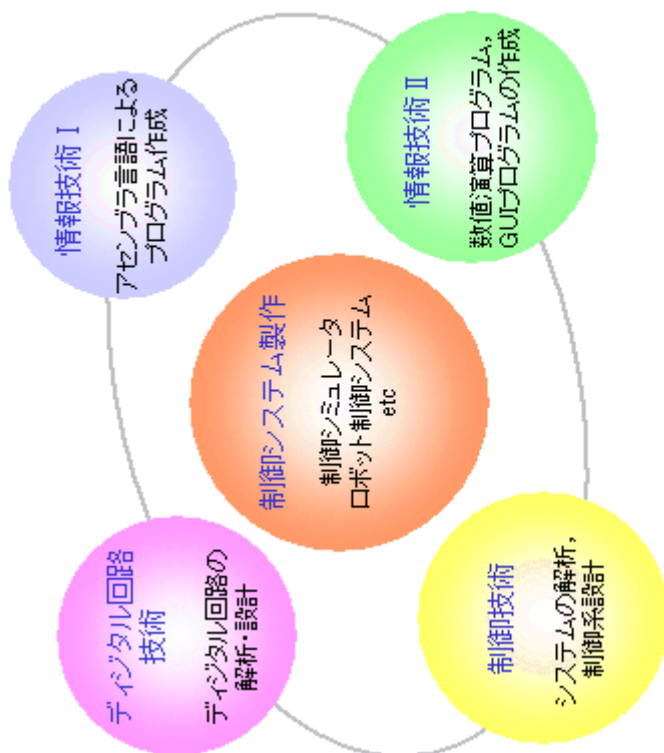 ディジタル回路
技術
ディジタル回路の
解析・設計
情報技術Ⅰ
アセンブラ言語による
プログラム作成
制御システム製作
制御シミュレータ
ロボット制御システム
etc
制御技術
システムの解析,
制御系設計
情報技術Ⅱ
数値演算プログラム,
GUIプログラムの作成